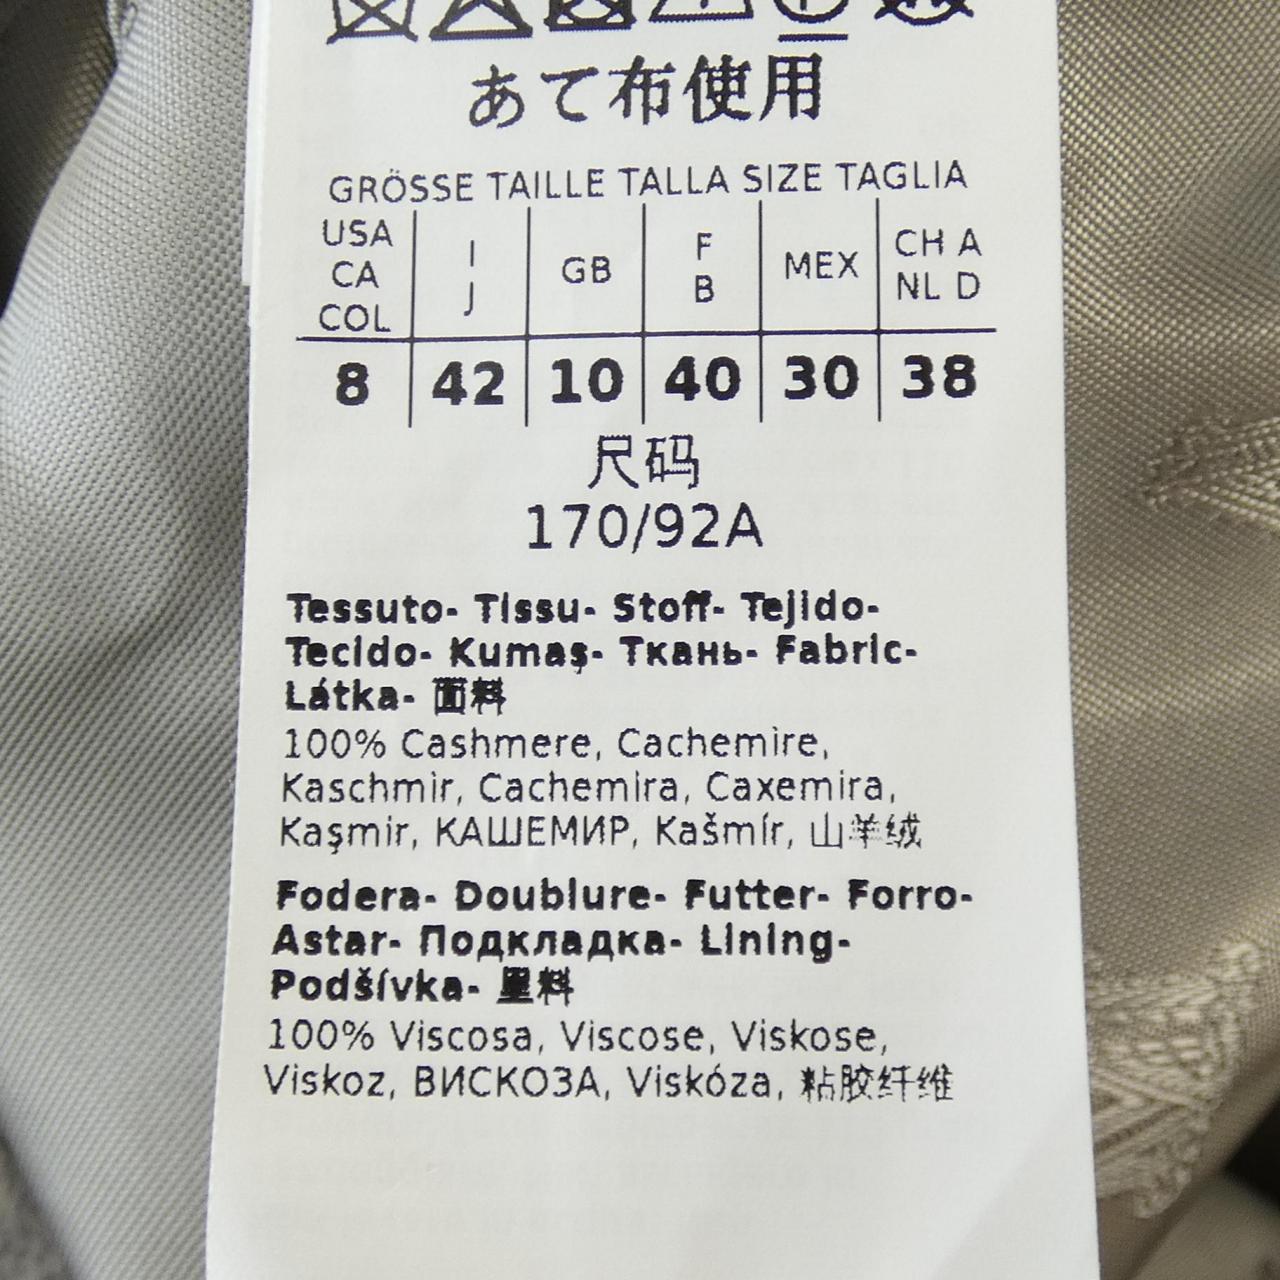 あて布使用
GRÖSSE TAILLE TALLA SIZE TAGLIA
USA CA COL | I J | GB | F B | MEX | CH A NL D
8 | 42 | 10 | 40 | 30 | 38
尺码
170/92A
Tessuto- Tissu- Stoff- Tejido-
Tecido- Kumaş- Ткань- Fabric-
Látka- 面料
100% Cashmere, Cachemire,
Kaschmir, Cachemira, Caxemira,
Kaşmir, КАШЕМИР, Kašmír, 山羊绒
Fodera- Doublure- Futter- Forro-
Astar- Подкладка- Lining-
Podšívka- 里料
100% Viscosa, Viscose, Viskose,
Viskoz, ВИСКОЗА, Viskóza, 粘胶纤维